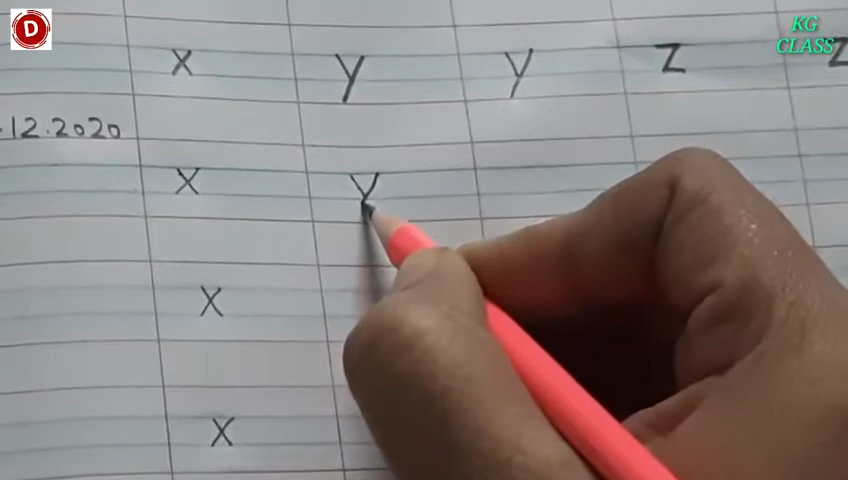 D
KG
CLASS
x y y z z
.12.2020
x y
x
x